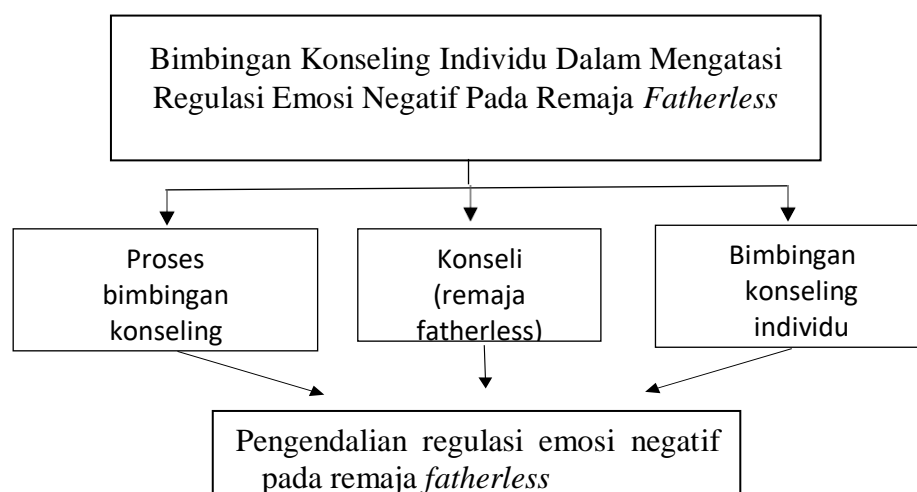 Bimbingan Konseling Individu Dalam Mengatasi
Regulasi Emosi Negatif Pada Remaja Fatherless
Proses
bimbingan
konseling
Konseli
(remaja
fatherless)
Bimbingan
konseling
individu
Pengendalian regulasi emosi negatif
pada remaja fatherless